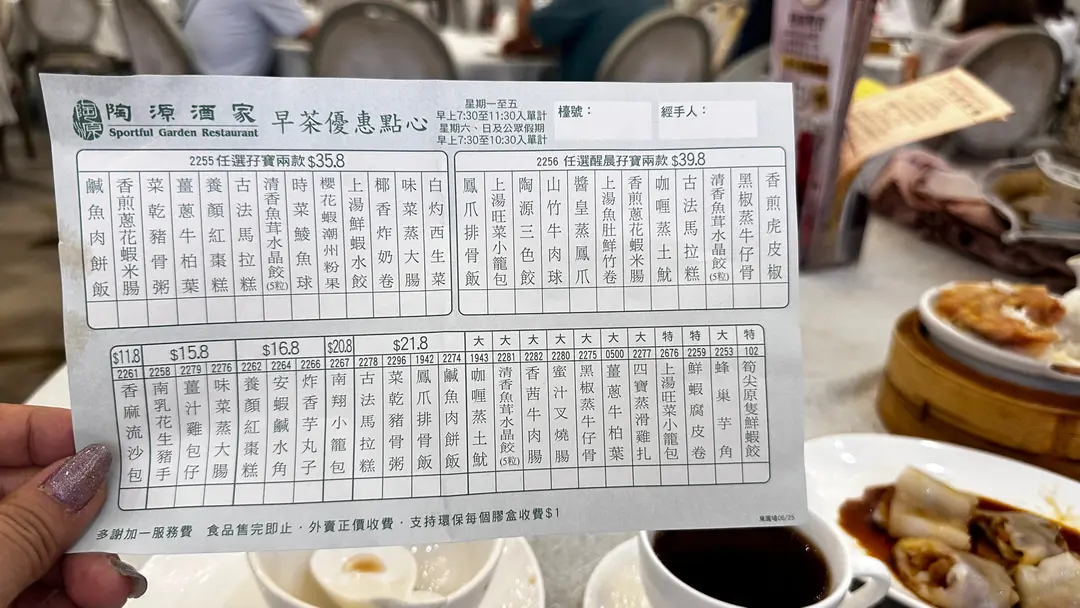 陶源酒家
Sportful Garden Restaurant
早茶優惠點心
星期一至五
早上7:30至11:30入單計
星期六、日及公眾假期
早上7:30至10:30入單計
檯號：
經手人：
2255 任選孖寶兩款 $35.8
鹹魚肉餅飯
香煎蔥花蝦米腸
菜乾豬骨粥
薑蔥牛柏葉
養顏紅棗糕
古法馬拉糕
清香魚茸水晶餃(5粒)
時菜鯪魚球
櫻花蝦潮州粉果
上湯鮮蝦水餃
椰香炸奶卷
味菜蒸大腸
白灼西生菜
2256 任選醒晨孖寶兩款 $39.8
鳳爪排骨飯
上湯旺菜小籠包
陶源三色餃
山竹牛肉球
醬皇蒸鳳爪
上湯魚肚鮮竹卷
香煎蔥花蝦米腸
咖喱蒸土魷
古法馬拉糕
清香魚茸水晶餃(5粒)
黑椒蒸牛仔骨
香煎虎皮椒
$11.8
$15.8
$16.8
$20.8
$21.8
大 大 大 大 大 大 大 特 特 大 特
2261 2258 2279 2276 2262 2264 2266 2267 2278 2296 1942 2274 1943 2281 2282 2280 2275 0500 2277 2676 2259 2253 102
香麻流沙包
南乳花生豬手
薑汁雞包仔
味菜蒸大腸
養顏紅棗糕
安蝦鹹水角
炸香芋丸子
南翔小籠包
古法馬拉糕
菜乾豬骨粥
鳳爪排骨飯
鹹魚肉餅飯
咖喱蒸土魷
清香魚茸水晶餃(5粒)
香茜牛肉腸
蜜汁叉燒腸
黑椒蒸牛仔骨
薑蔥牛柏葉
四寶蒸滑雞扎
上湯旺菜小籠包
鮮蝦腐皮卷
蜂巢芋角
筍尖原隻鮮蝦餃
多謝加一服務費 食品售完即止，外賣正價收費，支持環保每個膠盒收費$1